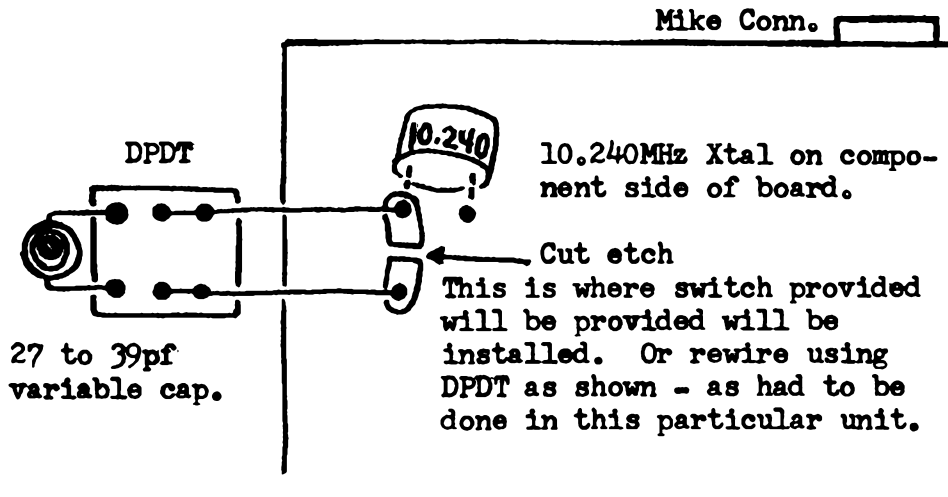 Mike Conn.
10.240
DPDT
10.240MHz Xtal on compo-
nent side of board.
Cut etch
This is where switch provided
will be provided will be
installed. Or rewire using
DPDT as shown - as had to be
done in this particular unit.
27 to 39pf
variable cap.